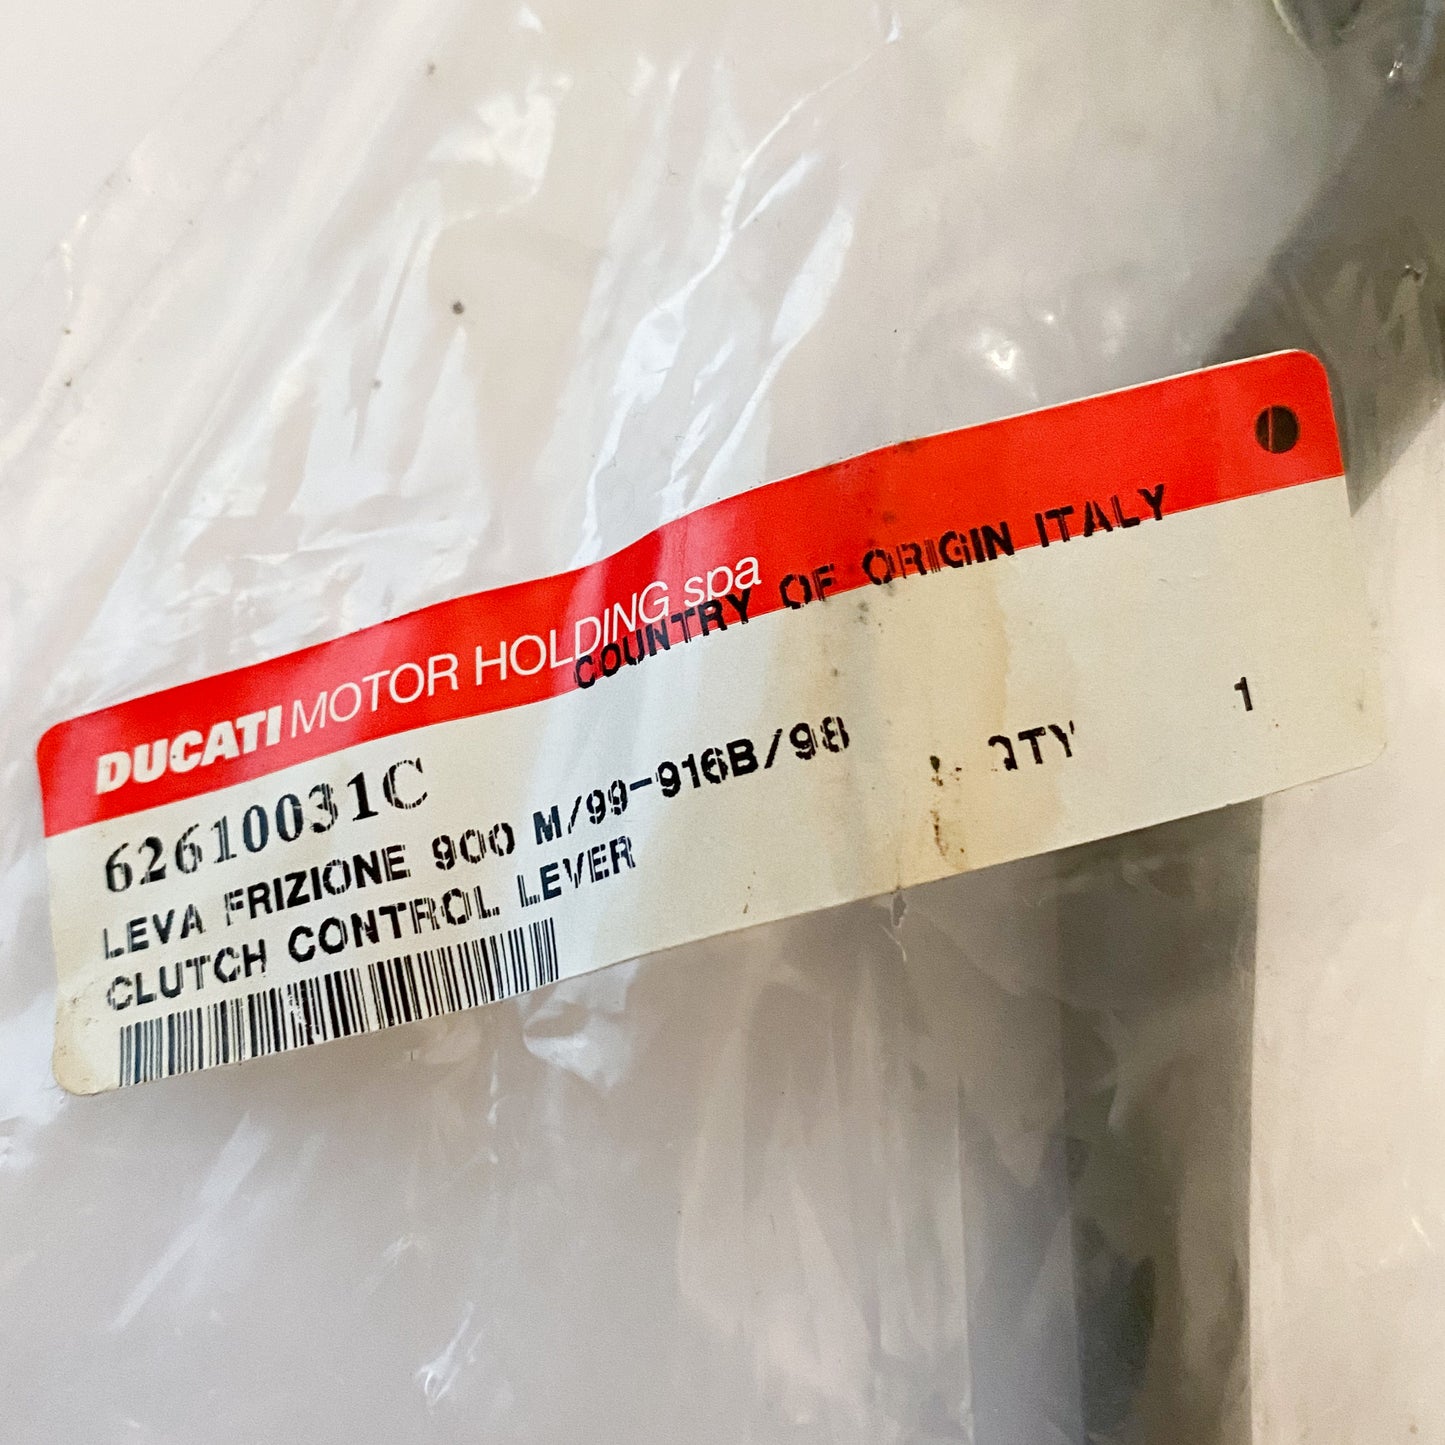 DUCATI MOTOR HOLDING spa
COUNTRY OF ORIGIN ITALY
62610031C
LEVA FRIZIONE 900 M/99-916B/98
QTY 1
CLUTCH CONTROL LEVER